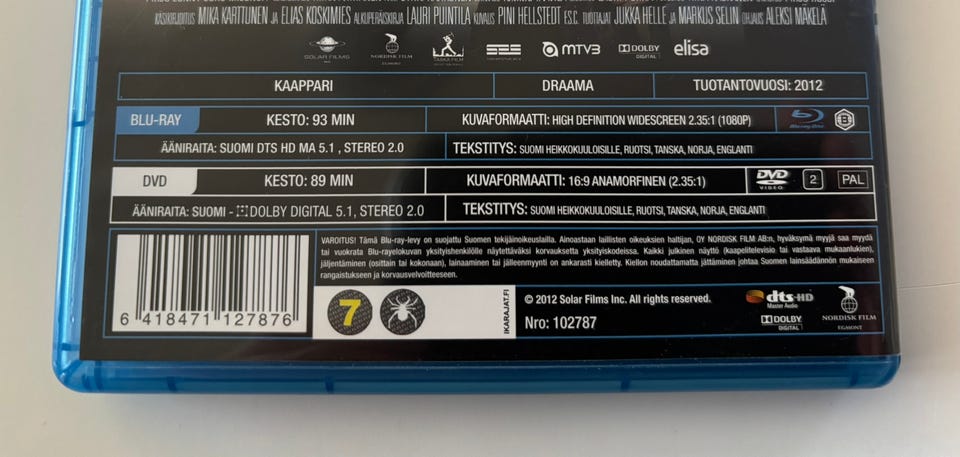 KÄSIKIRJOITUS MIKA KARTTUNEN JA ELIAS KOSKIMIES ALKUPERÄISKIRJA LAURI PUINTILA KUVAUS PINI HELLSTEDT F.S.C. TUOTTAJAT JUKKA HELLE JA MARKUS SELIN OHJAUS ALEKSI MÄKELÄ
SOLAR FILMS NORDISK FILM EGMONT MTV3 DOLBY DIGITAL elisa
KAAPPARI DRAAMA TUOTANTOVUOSI: 2012
BLU-RAY KESTO: 93 MIN KUVAFORMAATTI: HIGH DEFINITION WIDESCREEN 2.35:1 (1080P) Blu-ray Disc B
ÄÄNIRAITA: SUOMI DTS HD MA 5.1 , STEREO 2.0 TEKSTITYS: SUOMI HEIKKOKUULOISILLE, RUOTSI, TANSKA, NORJA, ENGLANTI
DVD KESTO: 89 MIN KUVAFORMAATTI: 16:9 ANAMORFINEN (2.35:1) DVD VIDEO 2 PAL
ÄÄNIRAITA: SUOMI - DOLBY DIGITAL 5.1, STEREO 2.0 TEKSTITYS: SUOMI HEIKKOKUULOISILLE, RUOTSI, TANSKA, NORJA, ENGLANTI
VAROITUS! Tämä Blu-ray-levy on suojattu Suomen tekijäinoikeuslailla. Ainoastaan laillisten oikeuksien haltijan, OY NORDISK FILM AB:n, hyväksymä myyjä saa myydä
tai vuokrata Blu-rayelokuvan yksityishenkilölle näytettäväksi korvauksetta yksityiskodeissa. Kaikki julkinen näyttö (kaapelitelevisio tai vastaava mukaanlukien),
jäljentäminen (osittain tai kokonaan), lainaaminen tai jälleenmyynti on ankarasti kielletty. Kiellon noudattamatta jättäminen johtaa Suomen lainsäädännön mukaiseen
rangaistukseen ja korvausvelvoitteeseen.
6 418471 127876
7
IKARAJAT.FI
© 2012 Solar Films Inc. All rights reserved.
Nro: 102787
dts-HD Master Audio
DOLBY DIGITAL
NORDISK FILM
EGMONT